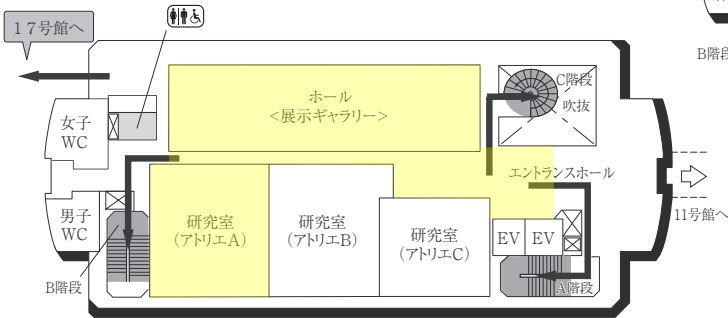 17号館へ
B階段
女子
WC
ホール
<展示ギャラリー>
C階段
吹抜
エントランスホール
男子
WC
研究室
(アトリエA)
研究室
(アトリエB)
研究室
(アトリエC)
EV
EV
11号館へ
B階段
A階段